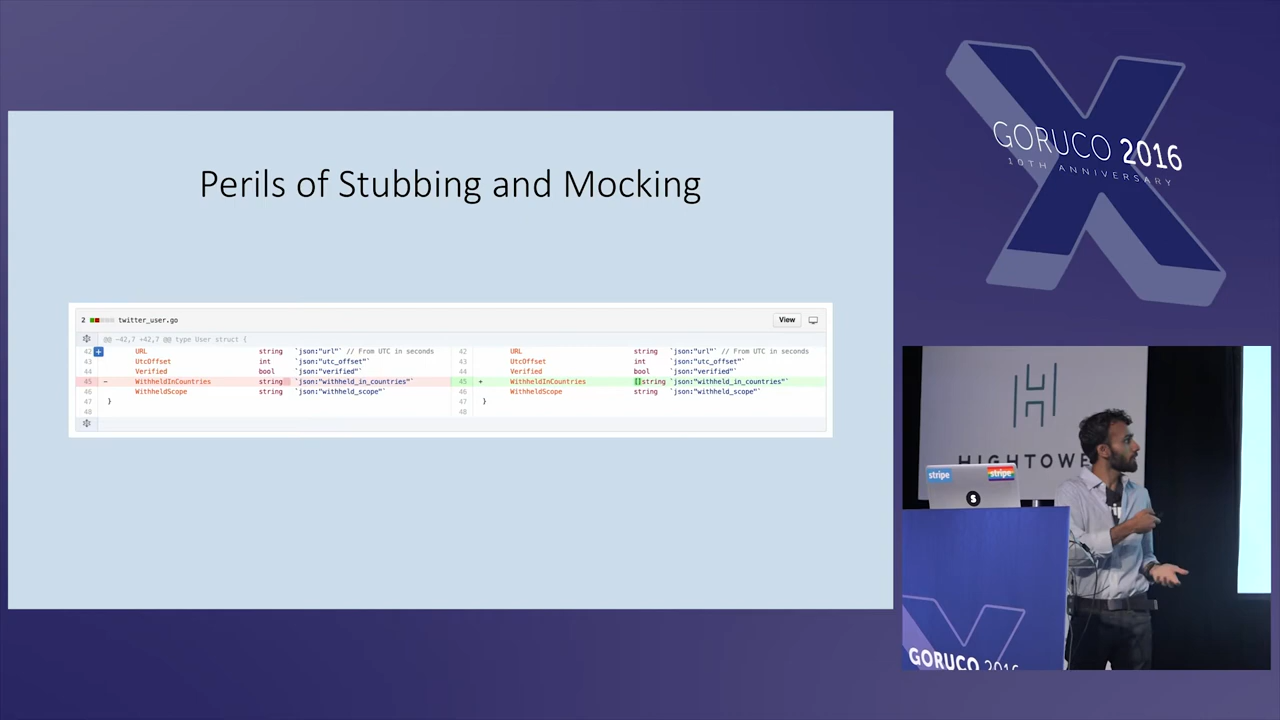 Perils of Stubbing and Mocking
2 twitter_user.go View
@@ -42,7 +42,7 @@ type User struct {
42 URL string `json:"url"` // From UTC in seconds 42 URL string `json:"url"` // From UTC in seconds
43 UtcOffset int `json:"utc_offset"` 43 UtcOffset int `json:"utc_offset"`
44 Verified bool `json:"verified"` 44 Verified bool `json:"verified"`
45 - WithheldInCountries string `json:"withheld_in_countries"` 45 + WithheldInCountries []string `json:"withheld_in_countries"`
46 WithheldScope string `json:"withheld_scope"` 46 WithheldScope string `json:"withheld_scope"`
47 } 47 }
48 48
GORUCO 2016
10TH ANNIVERSARY
HIGHTOWE
stripe stripe
S
GORUCO 2016